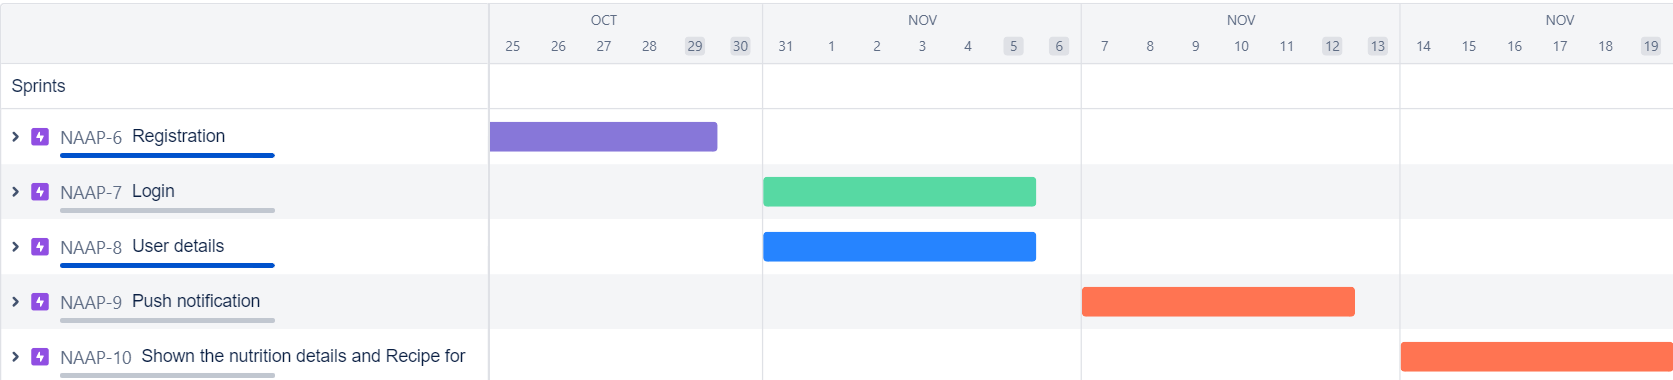 OCT NOV NOV NOV
25 26 27 28 29 30 31 1 2 3 4 5 6 7 8 9 10 11 12 13 14 15 16 17 18 19
Sprints
NAAP-6 Registration
NAAP-7 Login
NAAP-8 User details
NAAP-9 Push notification
NAAP-10 Shown the nutrition details and Recipe for